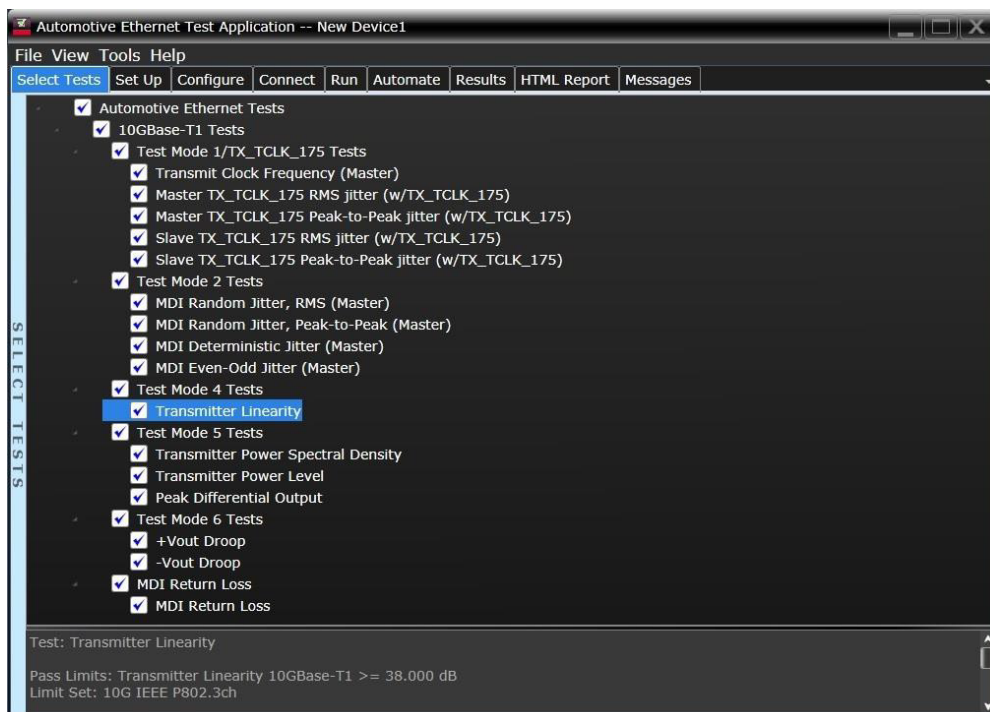 Automotive Ethernet Test Application -- New Device1
File View Tools Help
Select Tests Set Up Configure Connect Run Automate Results HTML Report Messages
SELECT TESTS
Automotive Ethernet Tests
10GBase-T1 Tests
Test Mode 1/TX_TCLK_175 Tests
Transmit Clock Frequency (Master)
Master TX_TCLK_175 RMS jitter (w/TX_TCLK_175)
Master TX_TCLK_175 Peak-to-Peak jitter (w/TX_TCLK_175)
Slave TX_TCLK_175 RMS jitter (w/TX_TCLK_175)
Slave TX_TCLK_175 Peak-to-Peak jitter (w/TX_TCLK_175)
Test Mode 2 Tests
MDI Random Jitter, RMS (Master)
MDI Random Jitter, Peak-to-Peak (Master)
MDI Deterministic Jitter (Master)
MDI Even-Odd Jitter (Master)
Test Mode 4 Tests
Transmitter Linearity
Test Mode 5 Tests
Transmitter Power Spectral Density
Transmitter Power Level
Peak Differential Output
Test Mode 6 Tests
+Vout Droop
-Vout Droop
MDI Return Loss
MDI Return Loss
Test: Transmitter Linearity
Pass Limits: Transmitter Linearity 10GBase-T1 >= 38.000 dB
Limit Set: 10G IEEE P802.3ch